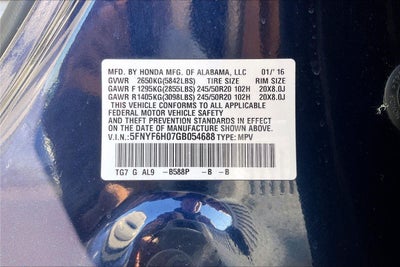 MFD. BY HONDA MFG. OF ALABAMA, LLC 01/'16
GVWR 2650KG(5842LBS) TIRE SIZE RIM SIZE
GAWR F 1295KG(2855LBS) 245/50R20 102H 20X8.0J
GAWR R1405KG(3098LBS) 245/50R20 102H 20X8.0J
THIS VEHICLE CONFORMS TO ALL APPLICABLE
FEDERAL MOTOR VEHICLE SAFETY
AND THEFT PREVENTION STANDARDS IN EFFECT
ON THE DATE OF MANUFACTURE SHOWN ABOVE.
V.I.N.:5FNYF6H07GB054688 TYPE: MPV
TG7 G AL9 -B588P -B -B